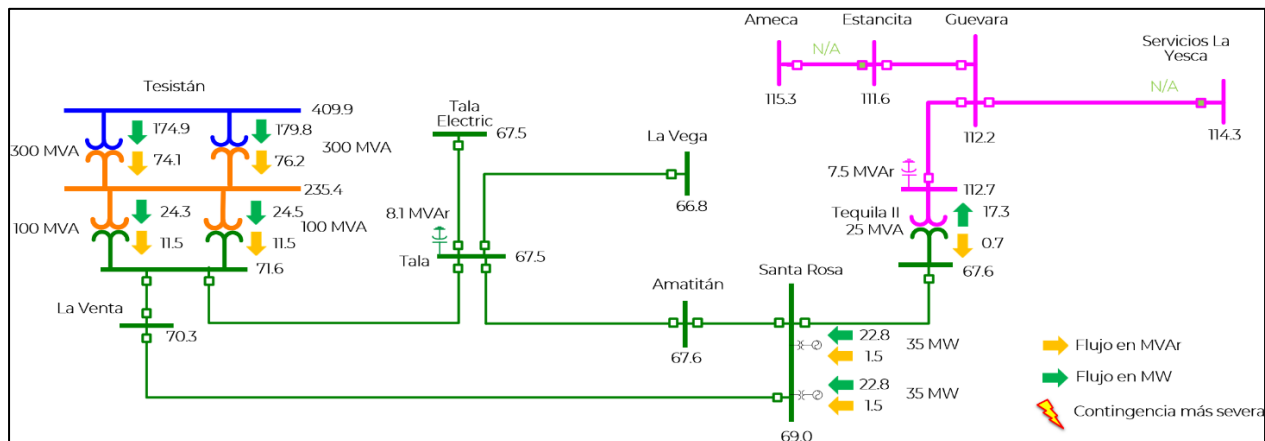 Ameca
Estancita
Guevara
Servicios La
Yesca
N/A
N/A
115.3
111.6
112.2
114.3
Tesistán
409.9
174.9
179.8
300 MVA
300 MVA
74.1
76.2
235.4
24.3
24.5
100 MVA
100 MVA
11.5
11.5
71.6
La Venta
70.3
Tala
Electric
67.5
La Vega
66.8
8.1 MVAr
Tala
67.5
Amatitán
67.6
Santa Rosa
22.8
35 MW
1.5
22.8
35 MW
1.5
69.0
7.5 MVAr
112.7
Tequila II
25 MVA
17.3
0.7
67.6
Flujo en MVAr
Flujo en MW
Contingencia más severa